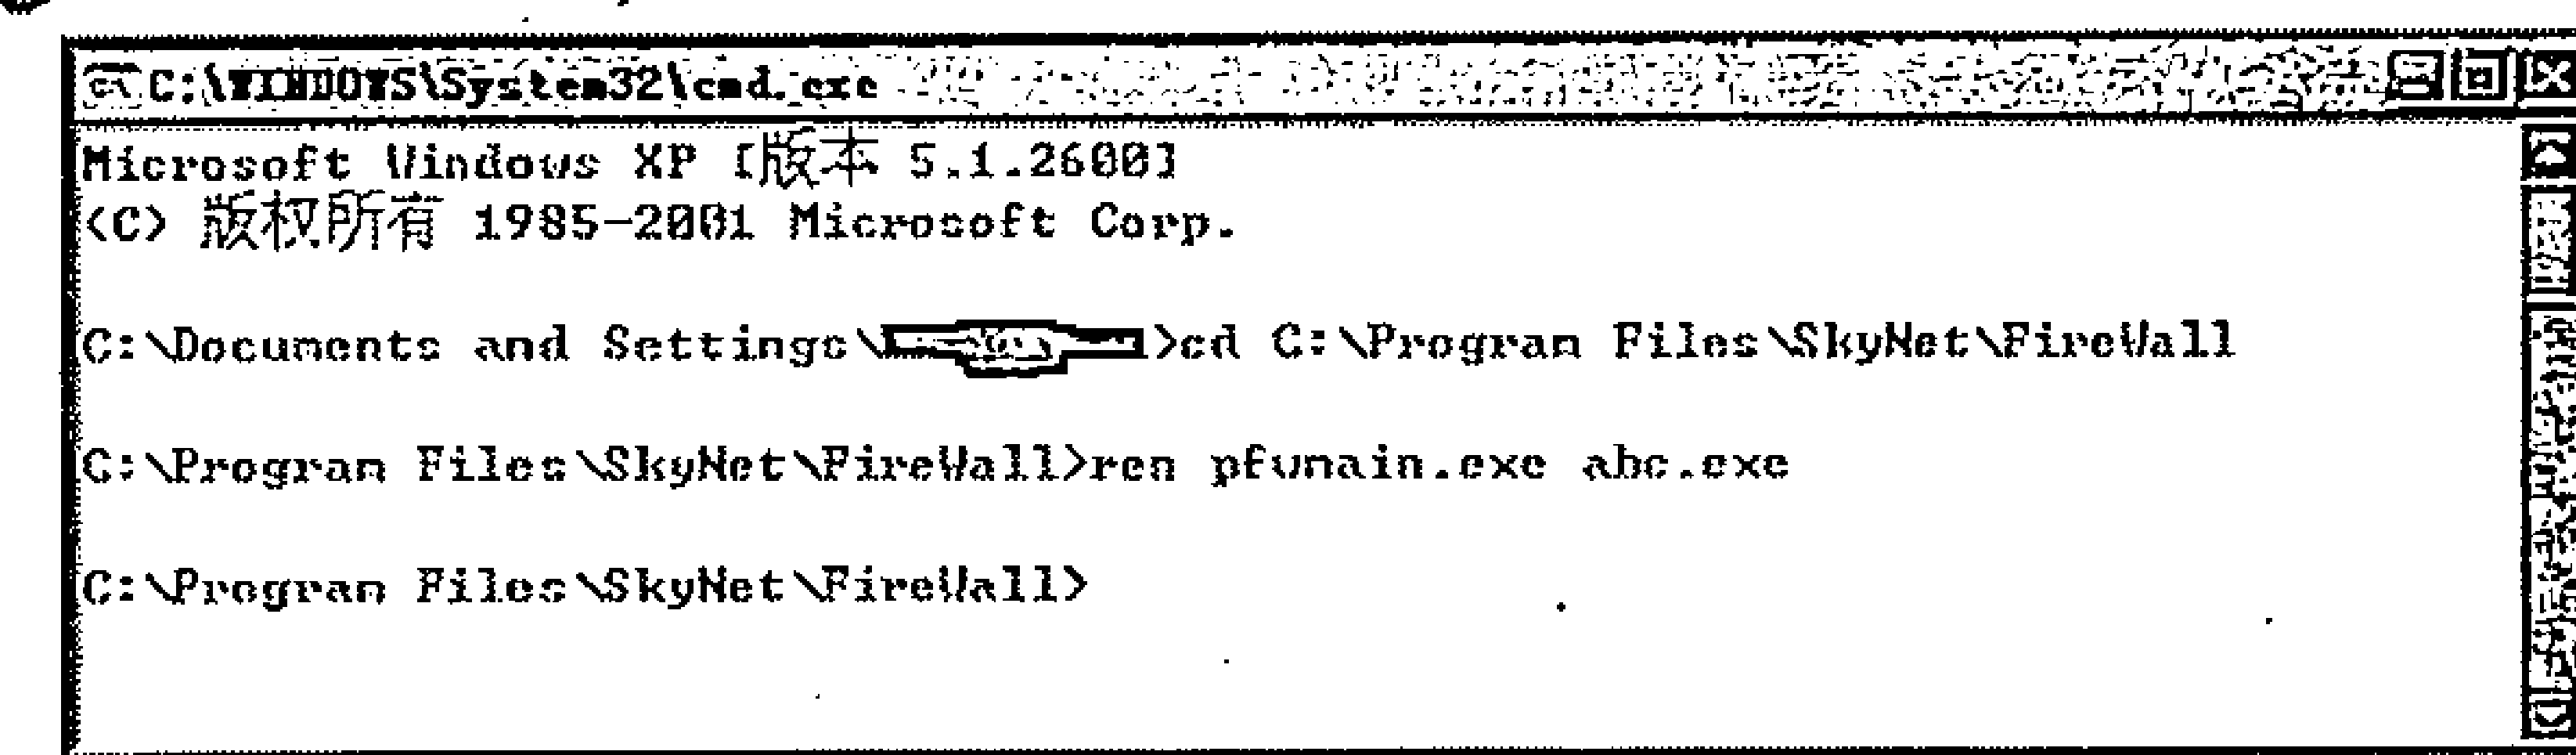 C:\WINDOWS\System32\cmd.exe
Microsoft Windows XP [版本 5.1.2600]
<C> 版权所有 1985-2001 Microsoft Corp.
C:\Documents and Settings\>cd C:\Program Files\SkyNet\FireWall
C:\Program Files\SkyNet\FireWall>ren pfwmain.exe abc.exe
C:\Program Files\SkyNet\FireWall>